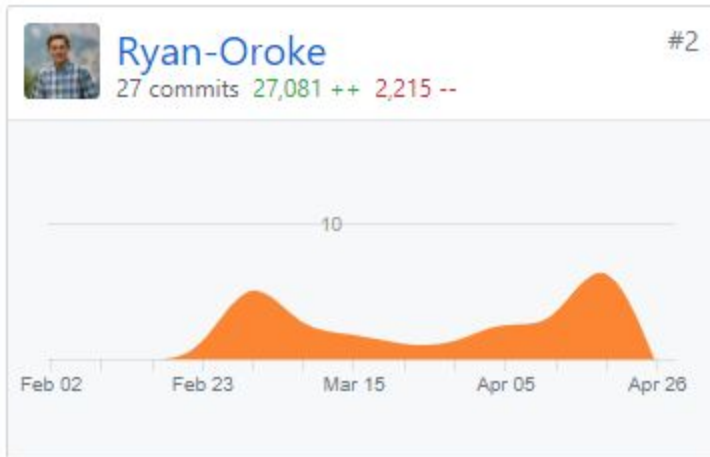 Ryan-Oroke
#2
27 commits 27,081 ++ 2,215 --
10
Feb 02 Feb 23 Mar 15 Apr 05 Apr 26